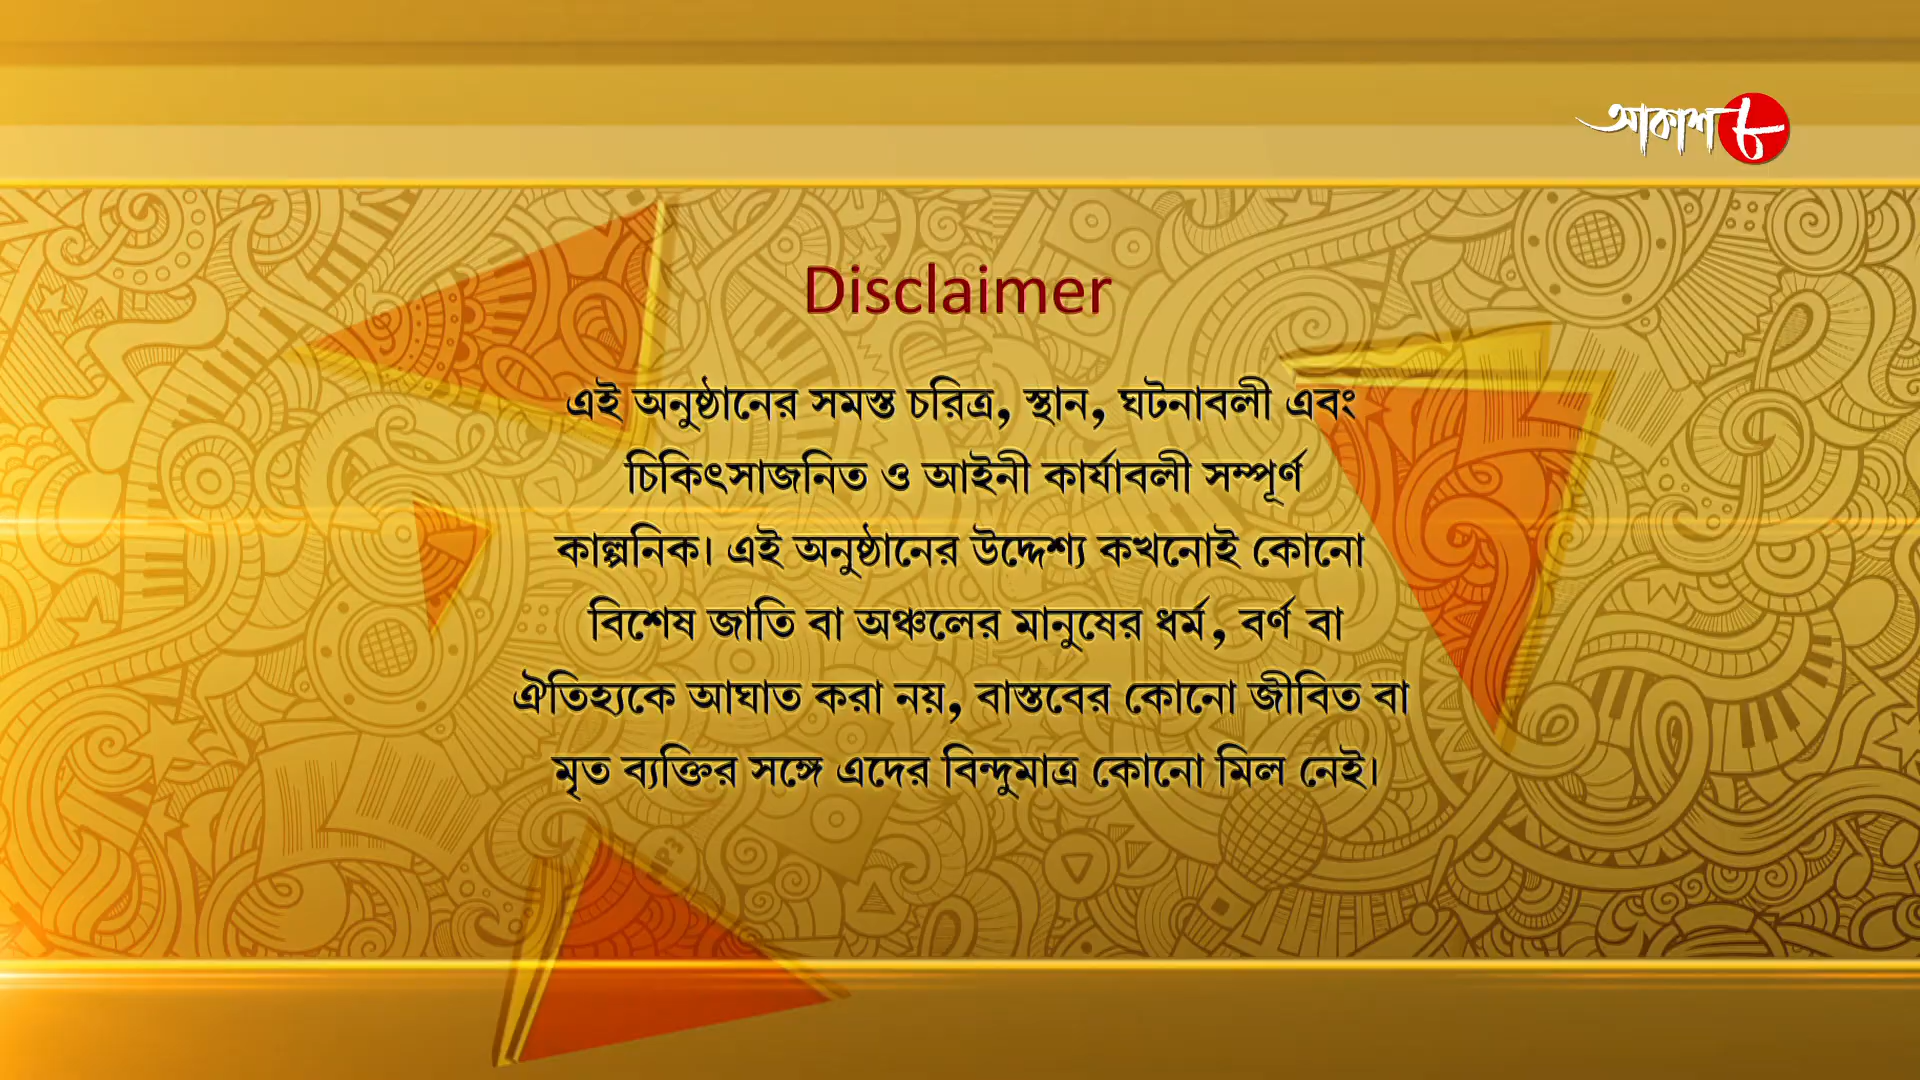 আকাশ ৮
Disclaimer
এই অনুষ্ঠানের সমস্ত চরিত্র, স্থান, ঘটনাবলী এবং
চিকিৎসাজনিত ও আইনী কার্যাবলী সম্পূর্ণ
কাল্পনিক। এই অনুষ্ঠানের উদ্দেশ্য কখনোই কোনো
বিশেষ জাতি বা অঞ্চলের মানুষের ধর্ম, বর্ণ বা
ঐতিহ্যকে আঘাত করা নয়, বাস্তবের কোনো জীবিত বা
মৃত ব্যক্তির সঙ্গে এদের বিন্দুমাত্র কোনো মিল নেই।